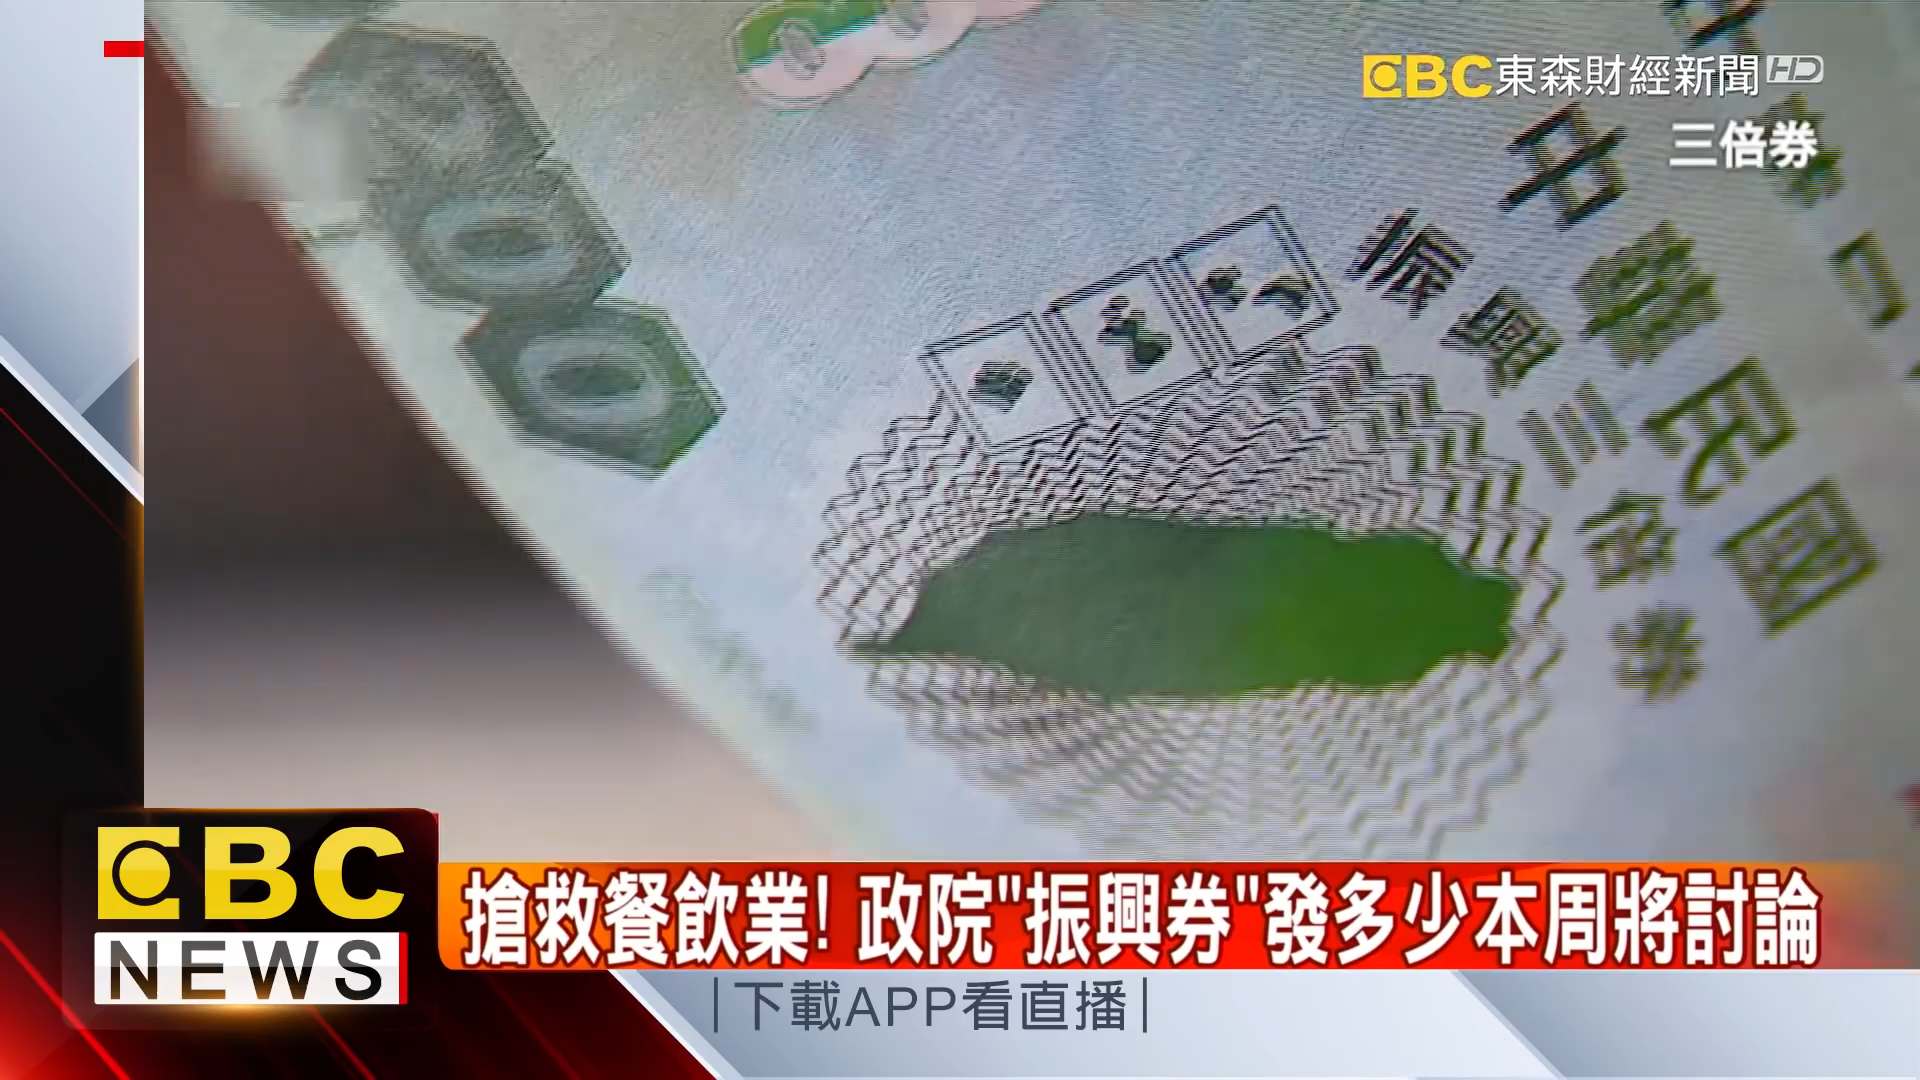 EBC東森財經新聞HD
三倍券
中華民國
振興三倍券
EBC
NEWS
搶救餐飲業! 政院"振興券"發多少本周將討論
|下載APP看直播|